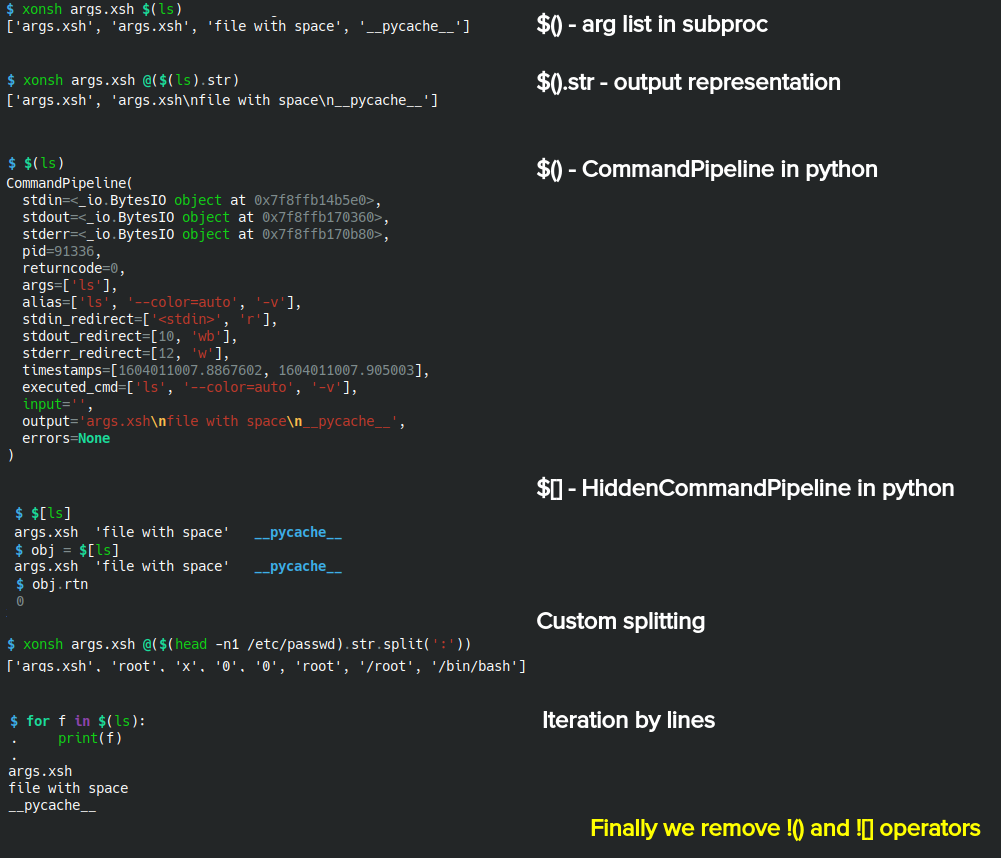 $ xonsh args.xsh $(ls)
['args.xsh', 'args.xsh', 'file with space', '__pycache__']
$() - arg list in subproc
$ xonsh args.xsh @($(ls).str)
['args.xsh', 'args.xsh\nfile with space\n__pycache__']
$().str - output representation
$ $(ls)
$() - CommandPipeline in python
CommandPipeline(
  stdin=<_io.BytesIO object at 0x7f8ffb14b5e0>,
  stdout=<_io.BytesIO object at 0x7f8ffb170360>,
  stderr=<_io.BytesIO object at 0x7f8ffb170b80>,
  pid=91336,
  returncode=0,
  args=['ls'],
  alias=['ls', '--color=auto', '-v'],
  stdin_redirect=['<stdin>', 'r'],
  stdout_redirect=[10, 'wb'],
  stderr_redirect=[12, 'w'],
  timestamps=[1604011007.8867602, 1604011007.905003],
  executed_cmd=['ls', '--color=auto', '-v'],
  input='',
  output='args.xsh\nfile with space\n__pycache__',
  errors=None
)
$[] - HiddenCommandPipeline in python
$ $[ls]
args.xsh  'file with space'   __pycache__
$ obj = $[ls]
args.xsh  'file with space'   __pycache__
$ obj.rtn
0
Custom splitting
$ xonsh args.xsh @($(head -n1 /etc/passwd).str.split(':'))
['args.xsh', 'root', 'x', '0', '0', 'root', '/root', '/bin/bash']
Iteration by lines
$ for f in $(ls):
.     print(f)
.
args.xsh
file with space
__pycache__
Finally we remove !() and ![] operators